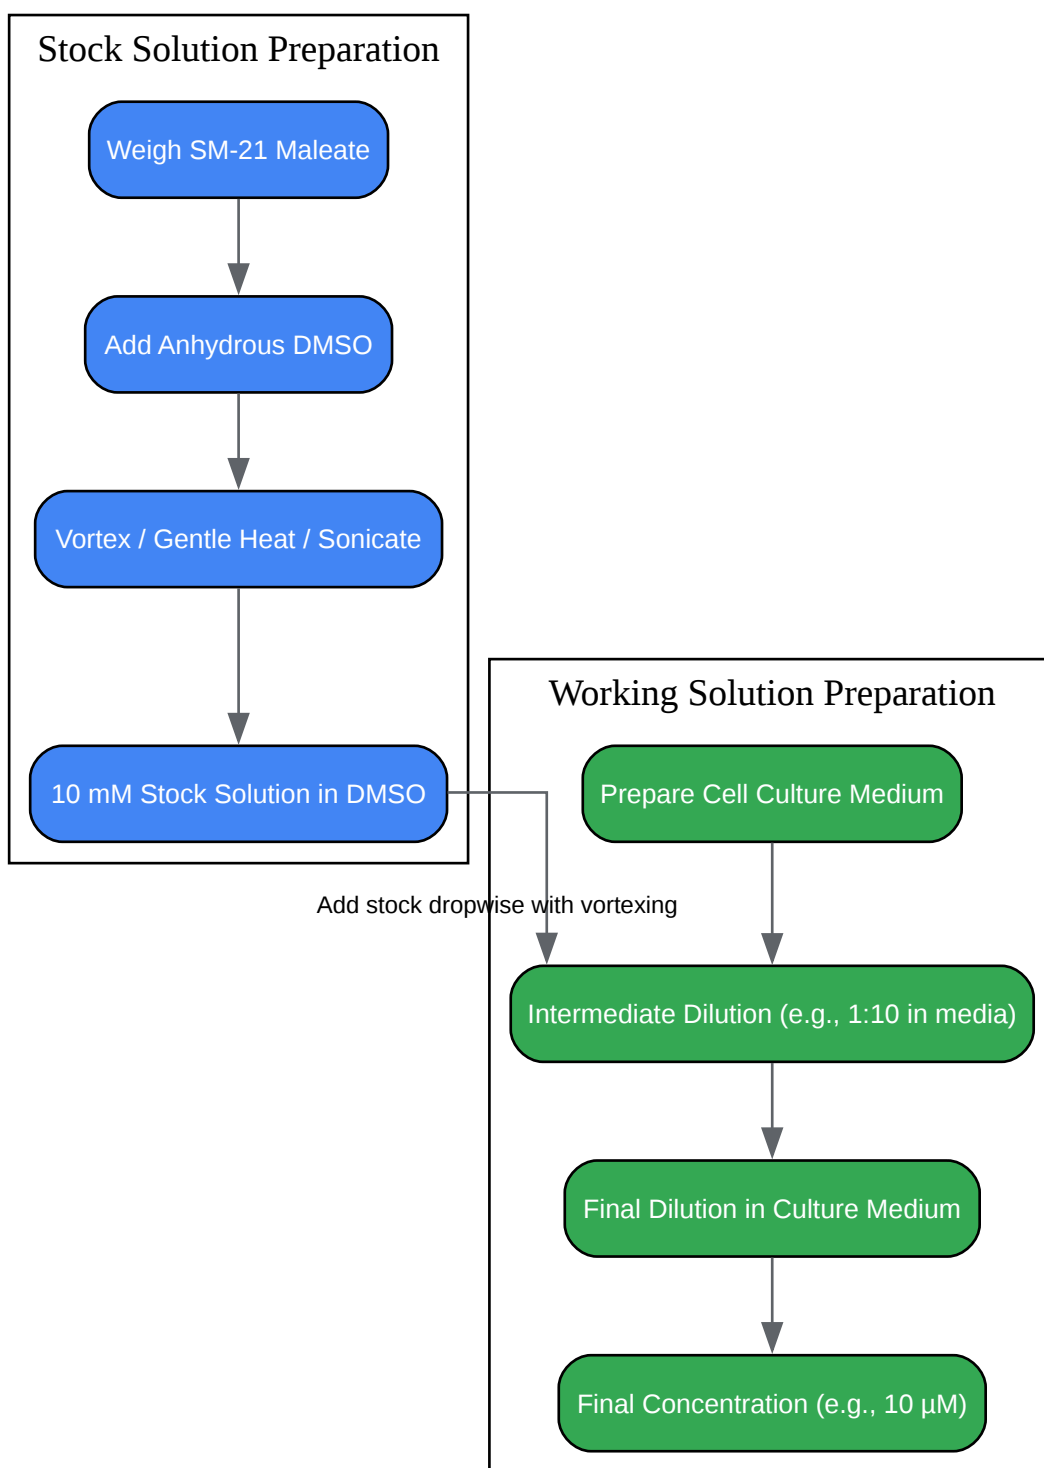 Stock Solution Preparation
Weigh SM-21 Maleate
Add Anhydrous DMSO
Vortex / Gentle Heat / Sonicate
10 mM Stock Solution in DMSO
Add stock dropwise with vortexing
Working Solution Preparation
Prepare Cell Culture Medium
Intermediate Dilution (e.g., 1:10 in media)
Final Dilution in Culture Medium
Final Concentration (e.g., 10 µM)